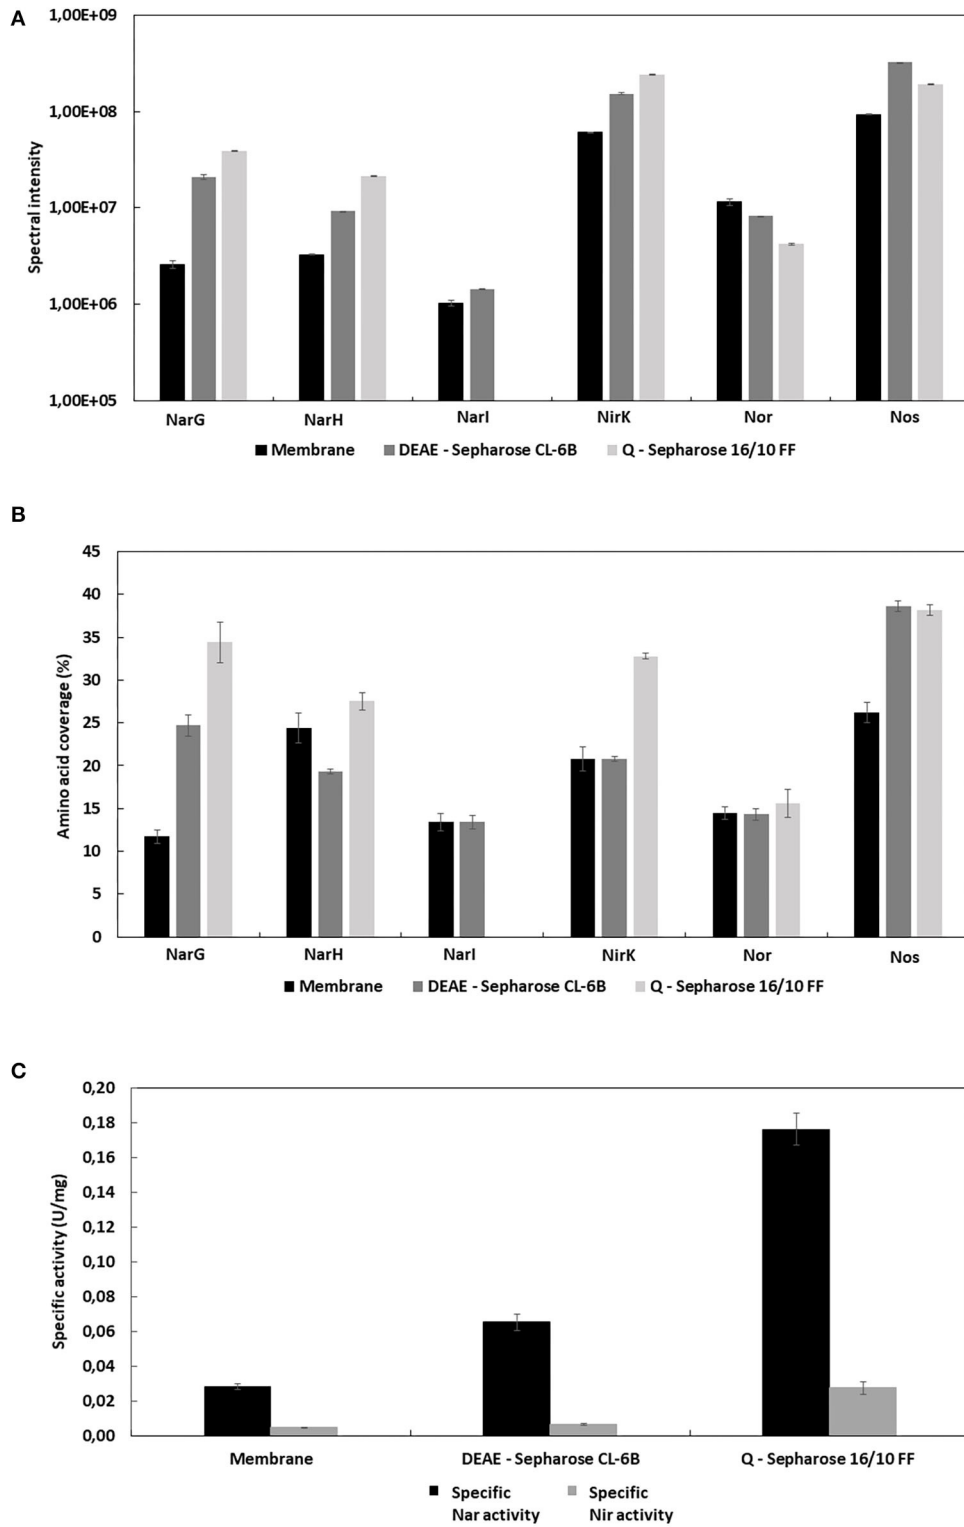 A
1,00E+09
1,00E+08
1,00E+07
1,00E+06
1,00E+05
Spectral intensity
NarG NarH NarI NirK Nor Nos
Membrane DEAE - Sepharose CL-6B Q - Sepharose 16/10 FF
B
45
40
35
30
25
20
15
10
5
0
Amino acid coverage (%)
NarG NarH NarI NirK Nor Nos
Membrane DEAE - Sepharose CL-6B Q - Sepharose 16/10 FF
C
0,20
0,18
0,16
0,14
0,12
0,10
0,08
0,06
0,04
0,02
0,00
Specific activity (U/mg)
Membrane DEAE - Sepharose CL-6B Q - Sepharose 16/10 FF
Specific Nar activity
Specific Nir activity